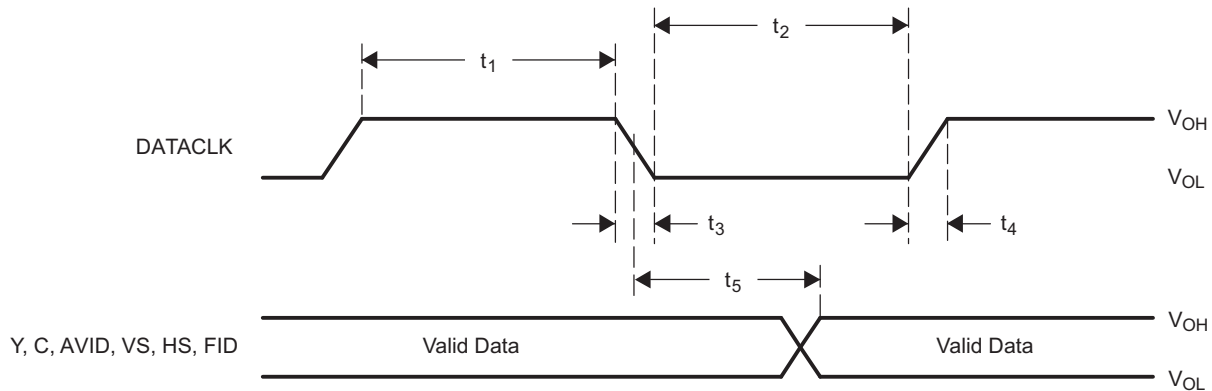 t2
t1
VOH
DATACLK
VOL
t3
t4
t5
VOH
Y, C, AVID, VS, HS, FID
Valid Data
Valid Data
VOL